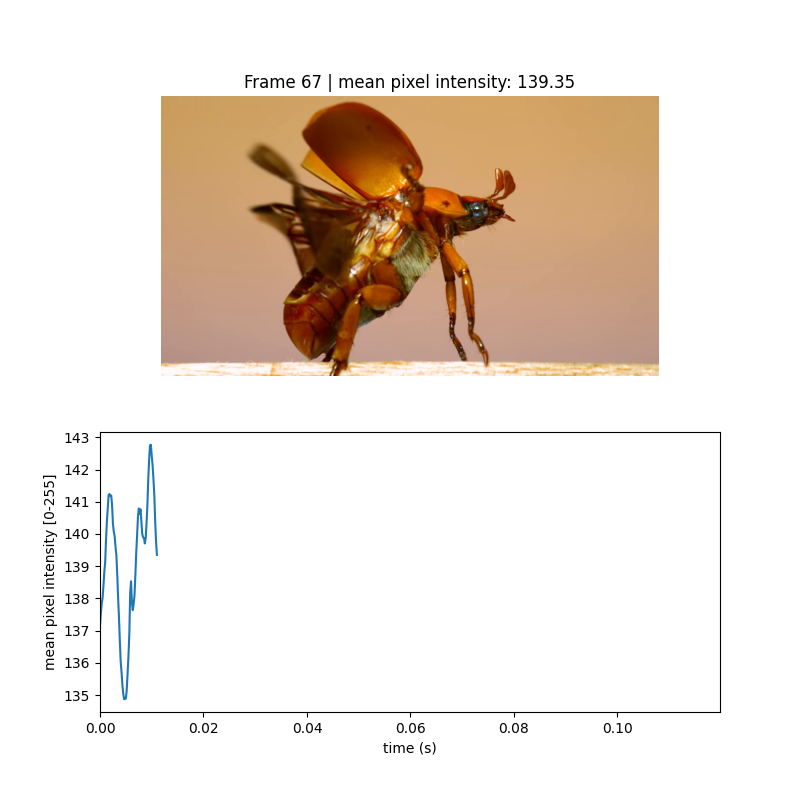 Frame 67 | mean pixel intensity: 139.35
143
142
141
140
139
138
137
136
135
mean pixel intensity [0-255]
0.00 0.02 0.04 0.06 0.08 0.10
time (s)